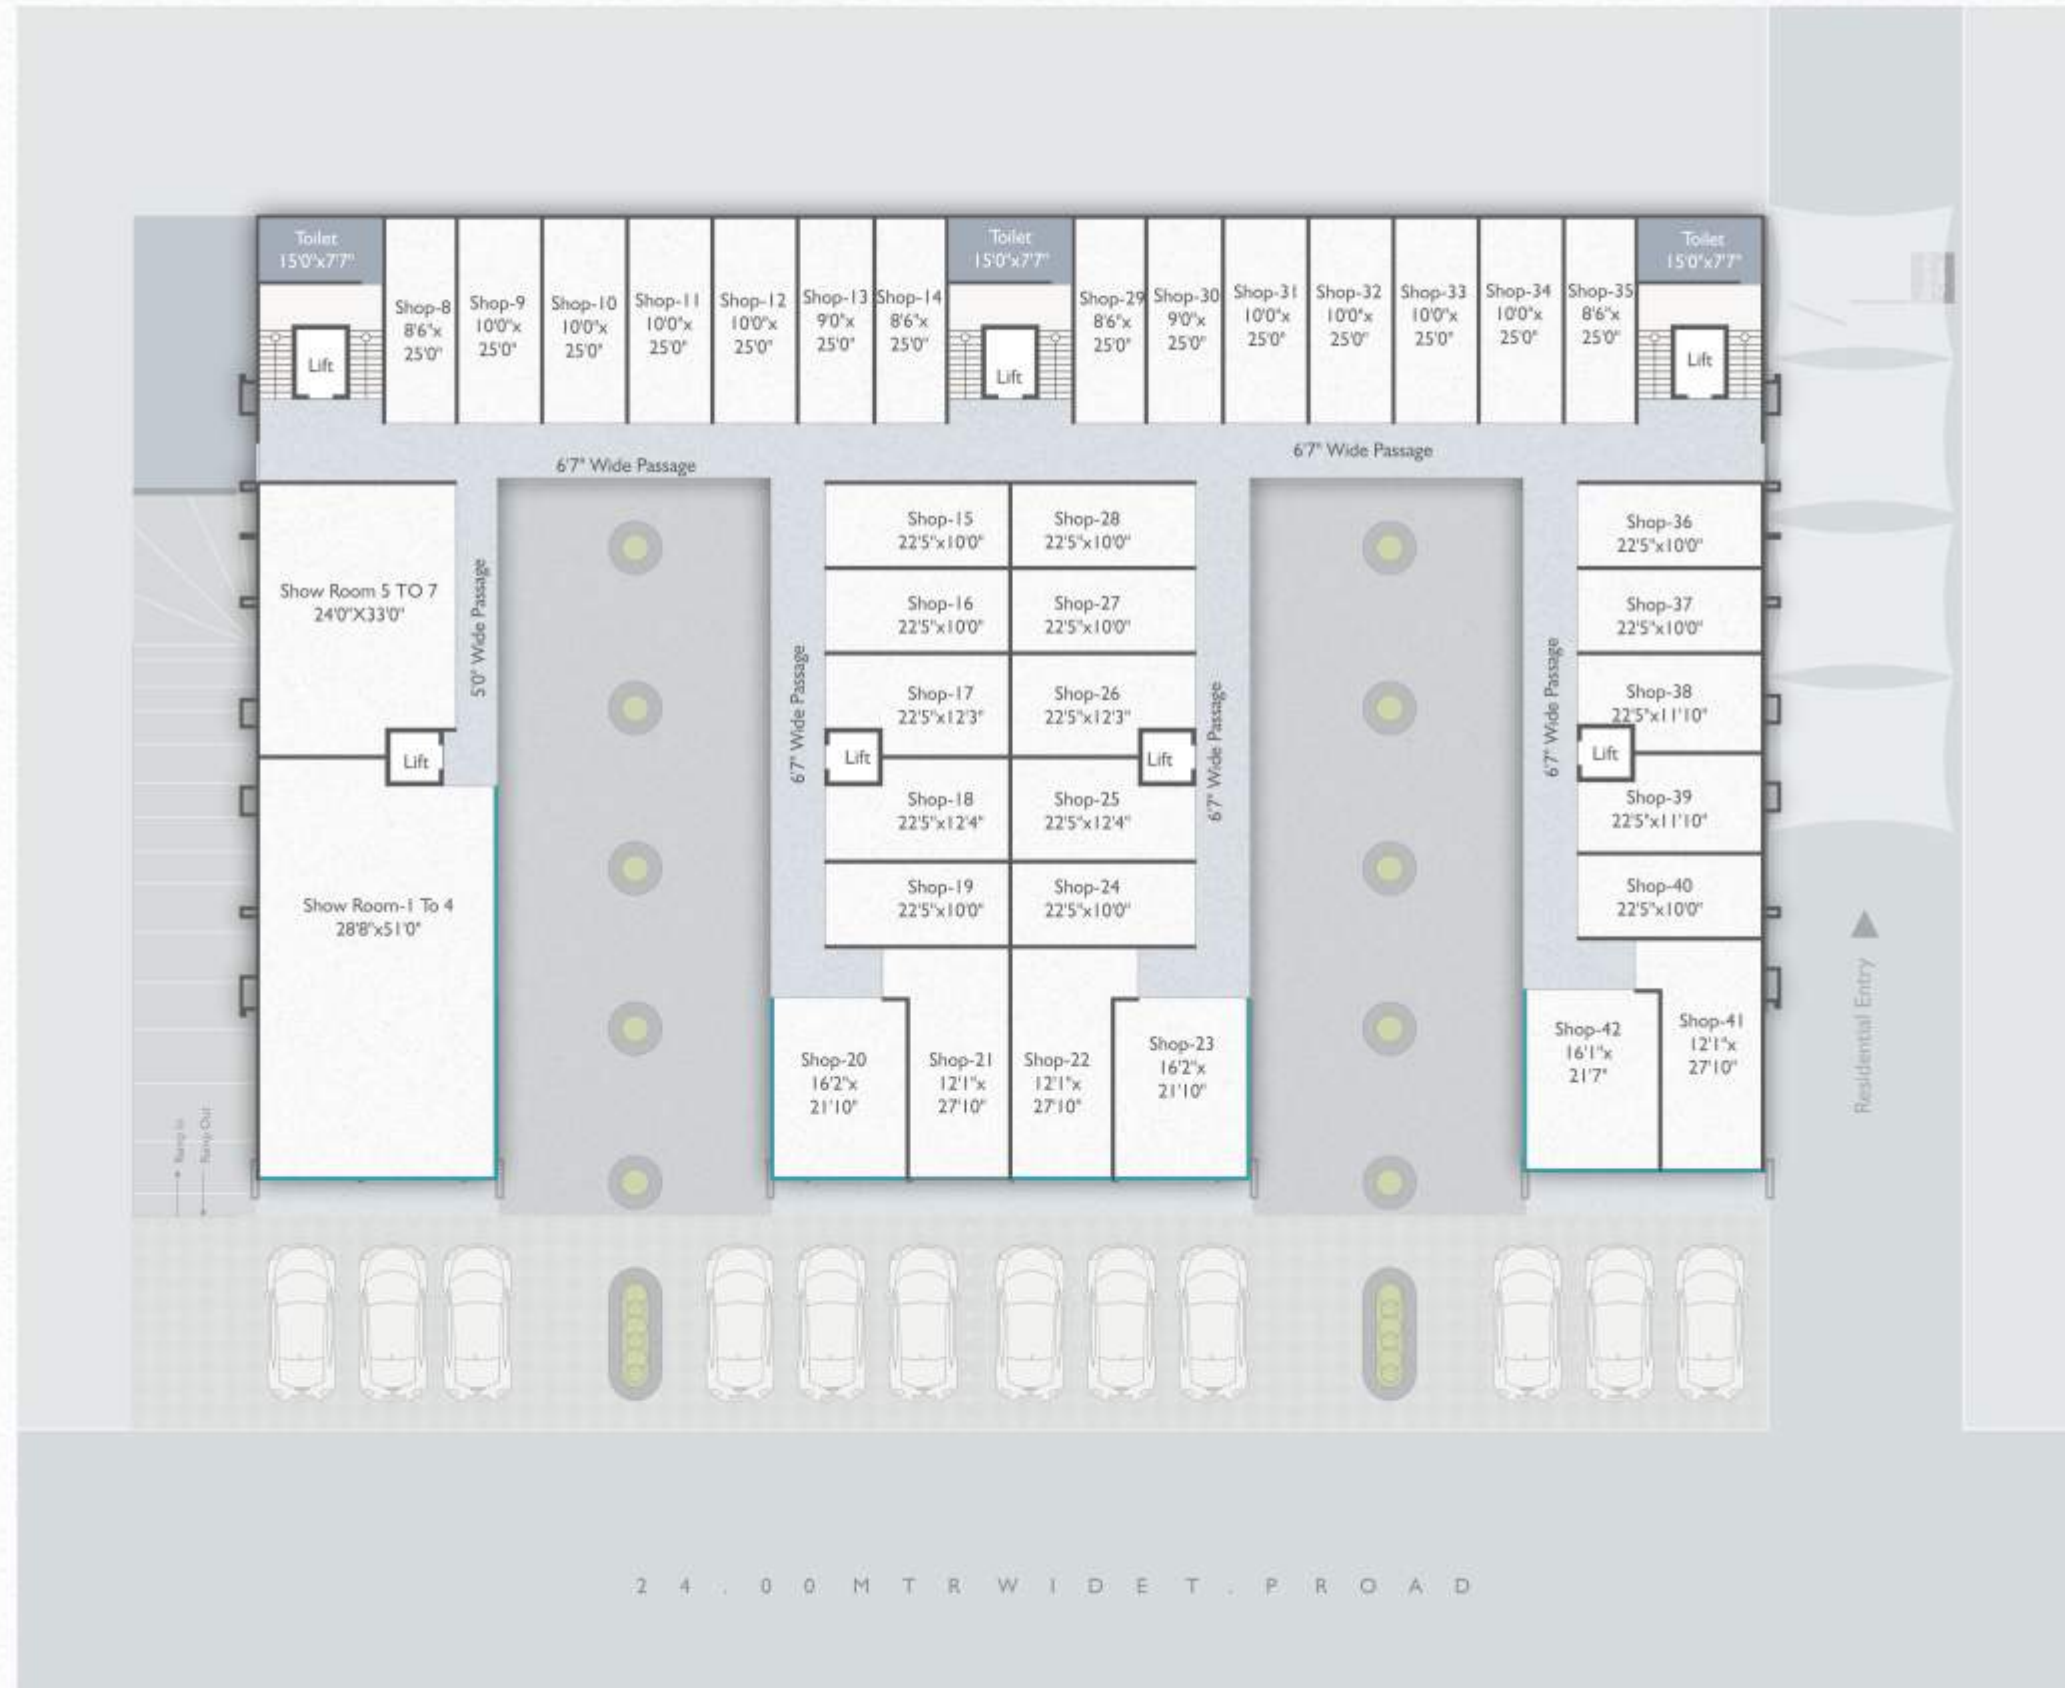 Toilet
15'0"x7'7"
Toilet
15'0"x7'7"
Toilet
15'0"x7'7"
Shop-8
8'6"x
25'0"
Shop-9
10'0"x
25'0"
Shop-10
10'0"x
25'0"
Shop-11
10'0"x
25'0"
Shop-12
10'0"x
25'0"
Shop-13
9'0"x
25'0"
Shop-14
8'6"x
25'0"
Shop-29
8'6"x
25'0"
Shop-30
9'0"x
25'0"
Shop-31
10'0"x
25'0"
Shop-32
10'0"x
25'0"
Shop-33
10'0"x
25'0"
Shop-34
10'0"x
25'0"
Shop-35
8'6"x
25'0"
Lift
Lift
Lift
6'7" Wide Passage
6'7" Wide Passage
Show Room 5 TO 7
24'0"X33'0"
5'0" Wide Passage
Lift
Show Room-1 To 4
28'8"x51'0"
6'7" Wide Passage
Shop-15
22'5"x10'0"
Shop-28
22'5"x10'0"
Shop-16
22'5"x10'0"
Shop-27
22'5"x10'0"
Shop-17
22'5"x12'3"
Shop-26
22'5"x12'3"
Lift
Lift
Shop-18
22'5"x12'4"
Shop-25
22'5"x12'4"
Shop-19
22'5"x10'0"
Shop-24
22'5"x10'0"
6'7" Wide Passage
Shop-20
16'2"x
21'10"
Shop-21
12'1"x
27'10"
Shop-22
12'1"x
27'10"
Shop-23
16'2"x
21'10"
6'7" Wide Passage
Shop-36
22'5"x10'0"
Shop-37
22'5"x10'0"
Shop-38
22'5"x11'10"
Lift
Shop-39
22'5"x11'10"
Shop-40
22'5"x10'0"
Shop-42
16'1"x
21'7"
Shop-41
12'1"x
27'10"
Residential Entry
Ramp In
Ramp Out
24.00MTRWIDET.PROAD